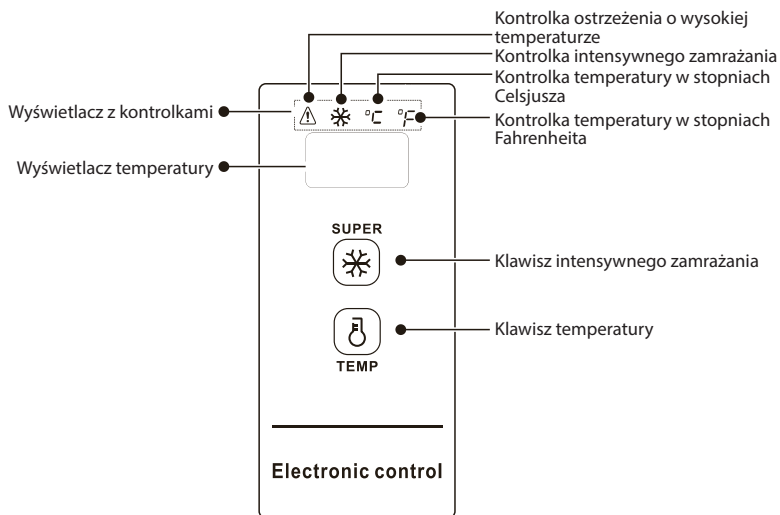 Kontrolka ostrzeżenia o wysokiej
temperaturze
Kontrolka intensywnego zamrażania
Kontrolka temperatury w stopniach
Celsjusza
Kontrolka temperatury w stopniach
Fahrenheita
Wyświetlacz z kontrolkami
°C °F
Wyświetlacz temperatury
SUPER
Klawisz intensywnego zamrażania
Klawisz temperatury
TEMP
Electronic control